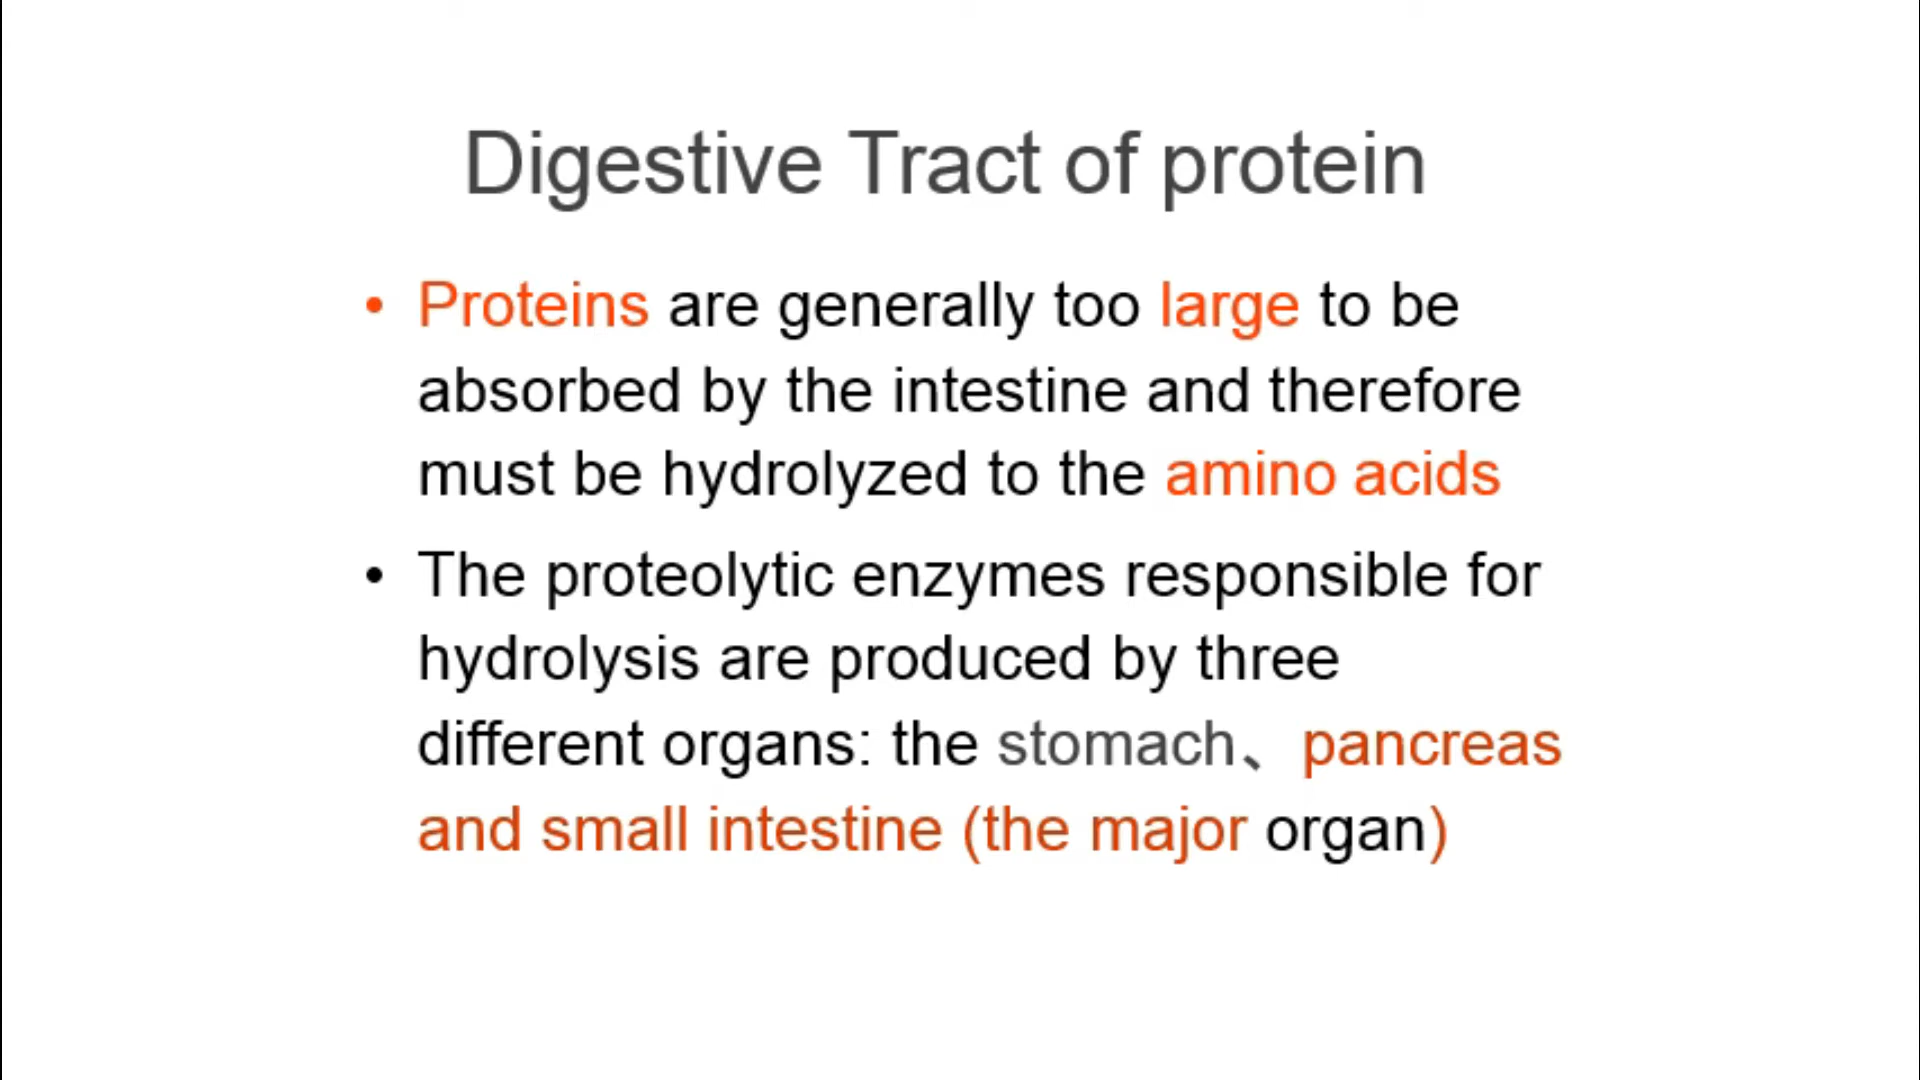 Digestive Tract of protein
• Proteins are generally too large to be
absorbed by the intestine and therefore
must be hydrolyzed to the amino acids
• The proteolytic enzymes responsible for
hydrolysis are produced by three
different organs: the stomach、pancreas
and small intestine (the major organ)